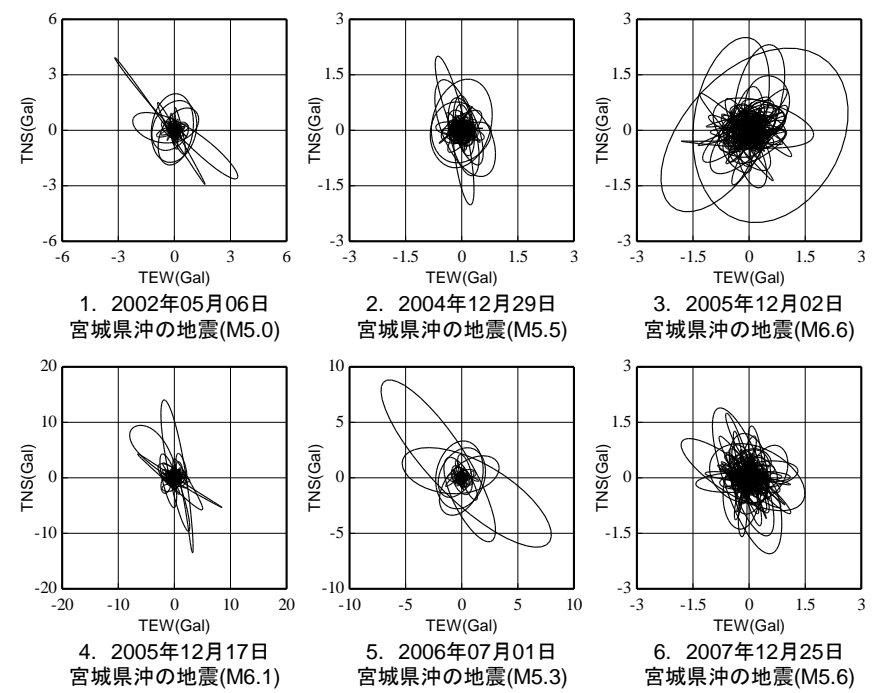 6
3
0
-3
-6
TNS(Gal)
-6 -3 0 3 6
TEW(Gal)
1. 2002年05月06日
宮城県沖の地震(M5.0)
3
1.5
0
-1.5
-3
TNS(Gal)
-3 -1.5 0 1.5 3
TEW(Gal)
2. 2004年12月29日
宮城県沖の地震(M5.5)
3
1.5
0
-1.5
-3
TNS(Gal)
-3 -1.5 0 1.5 3
TEW(Gal)
3. 2005年12月02日
宮城県沖の地震(M6.6)
20
10
0
-10
-20
TNS(Gal)
-20 -10 0 10 20
TEW(Gal)
4. 2005年12月17日
宮城県沖の地震(M6.1)
10
5
0
-5
-10
TNS(Gal)
-10 -5 0 5 10
TEW(Gal)
5. 2006年07月01日
宮城県沖の地震(M5.3)
3
1.5
0
-1.5
-3
TNS(Gal)
-3 -1.5 0 1.5 3
TEW(Gal)
6. 2007年12月25日
宮城県沖の地震(M5.6)